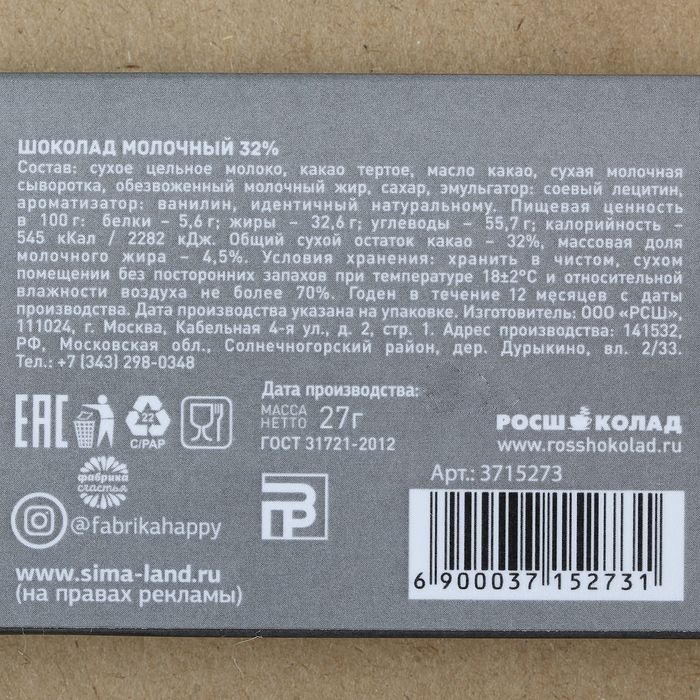 ШОКОЛАД МОЛОЧНЫЙ 32%
Состав: сухое цельное молоко, какао тертое, масло какао, сухая молочная
сыворотка, обезвоженный молочный жир, сахар, эмульгатор: соевый лецитин,
ароматизатор: ванилин, идентичный натуральному. Пищевая ценность
в 100 г: белки – 5,6 г; жиры – 32,6 г; углеводы – 55,7 г; калорийность –
545 кКал / 2282 кДж. Общий сухой остаток какао – 32%, массовая доля
молочного жира – 4,5%. Условия хранения: хранить в чистом, сухом
помещении без посторонних запахов при температуре 18±2°С и относительной
влажности воздуха не более 70%. Годен в течение 12 месяцев с даты
производства. Дата производства указана на упаковке. Изготовитель: ООО «РСШ»,
111024, г. Москва, Кабельная 4-я ул., д. 2, стр. 1. Адрес производства: 141532,
РФ, Московская обл., Солнечногорский район, дер. Дурыкино, вл. 2/33.
Тел.: +7 (343) 298-0348
EAC
22
C/PAP
Дата производства:
МАССА
НЕТТО 27г
ГОСТ 31721-2012
РОСШОКОЛАД
www.rosshokolad.ru
фабрика
счастья
@fabrikahappy
Арт.: 3715273
6 900037 152731
www.sima-land.ru
(на правах рекламы)